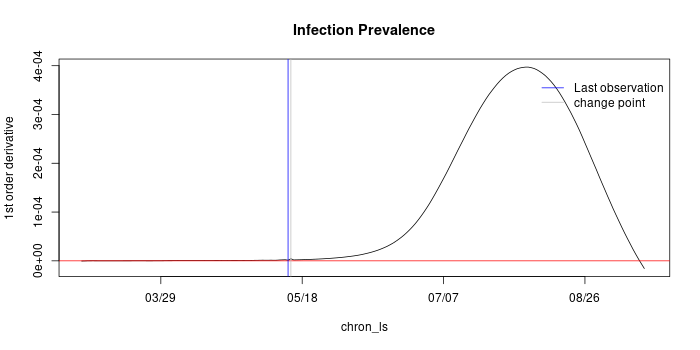 Infection Prevalence
1st order derivative
4e-04
3e-04
2e-04
1e-04
0e+00
Last observation
change point
03/29
05/18
07/07
08/26
chron_ls